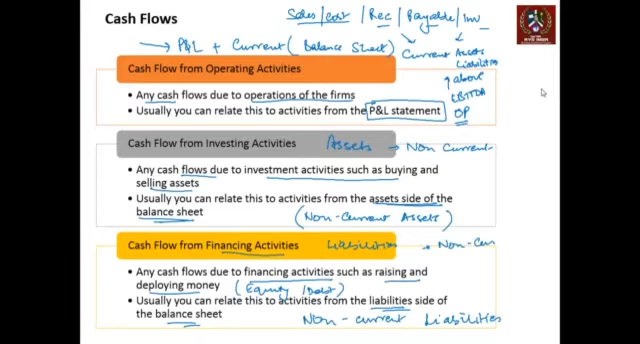 Cash Flows
Sales/cost / Rec / Payable / Inv
→ P&L + Current (Balance Sheet)
Current Assets
Liabilities
Cash Flow from Operating Activities
↑ above
EBITDA
OP
• Any cash flows due to operations of the firms
• Usually you can relate this to activities from the P&L statement
Cash Flow from Investing Activities Assets → Non Current
• Any cash flows due to investment activities such as buying and
selling assets
• Usually you can relate this to activities from the assets side of the
balance sheet (Non-Current Assets)
Cash Flow from Financing Activities Liabilities → Non-Curr
• Any cash flows due to financing activities such as raising and
deploying money (Equity/Debt)
• Usually you can relate this to activities from the liabilities side of
the balance sheet Non-current Liabilities